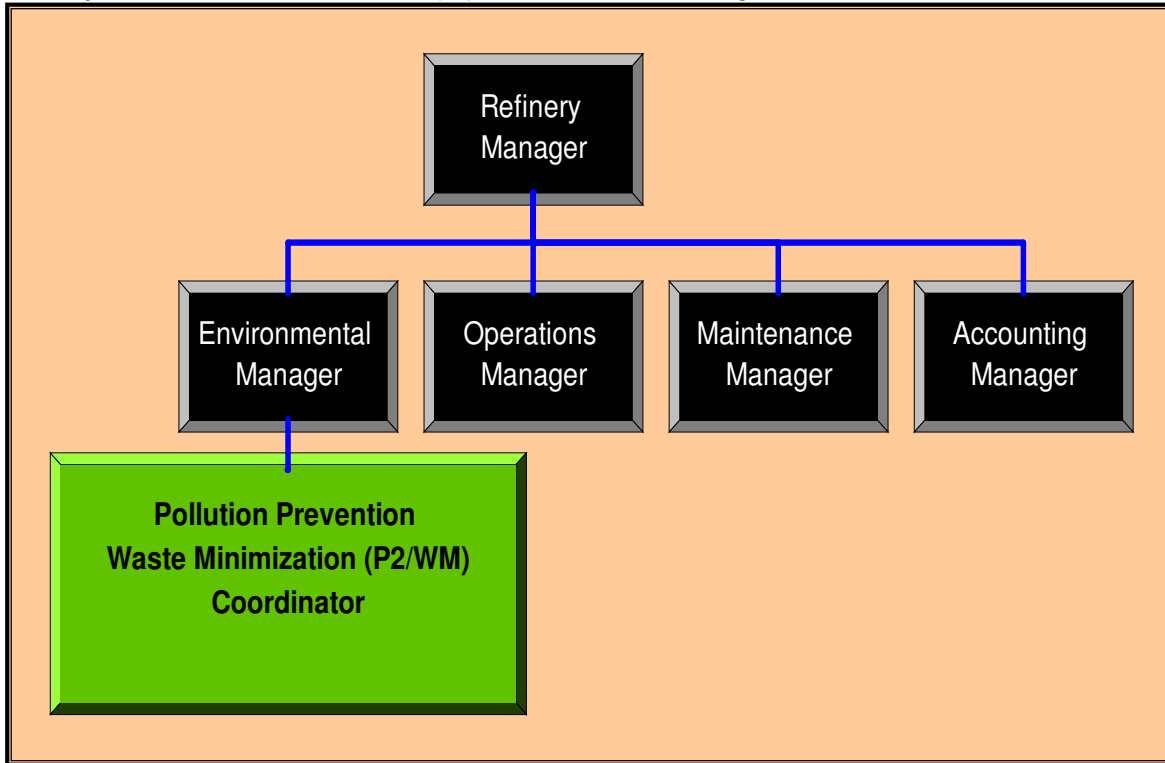 Refinery
Manager
Environmental
Manager
Operations
Manager
Maintenance
Manager
Accounting
Manager
Pollution Prevention
Waste Minimization (P2/WM)
Coordinator